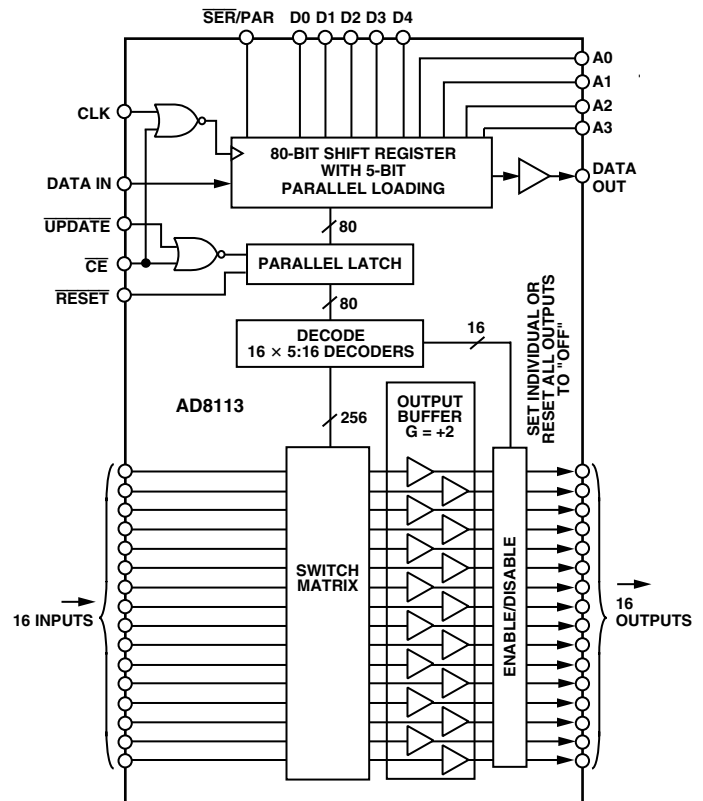 SER/PAR D0 D1 D2 D3 D4
A0
A1
A2
A3
CLK
80-BIT SHIFT REGISTER
WITH 5-BIT
PARALLEL LOADING
DATA IN
DATA
OUT
UPDATE
80
CE
PARALLEL LATCH
RESET
80
DECODE
16 × 5:16 DECODERS
16
SET INDIVIDUAL OR
RESET ALL OUTPUTS
TO "OFF"
AD8113
256
OUTPUT
BUFFER
G = +2
SWITCH
MATRIX
ENABLE/DISABLE
16 INPUTS
16
OUTPUTS